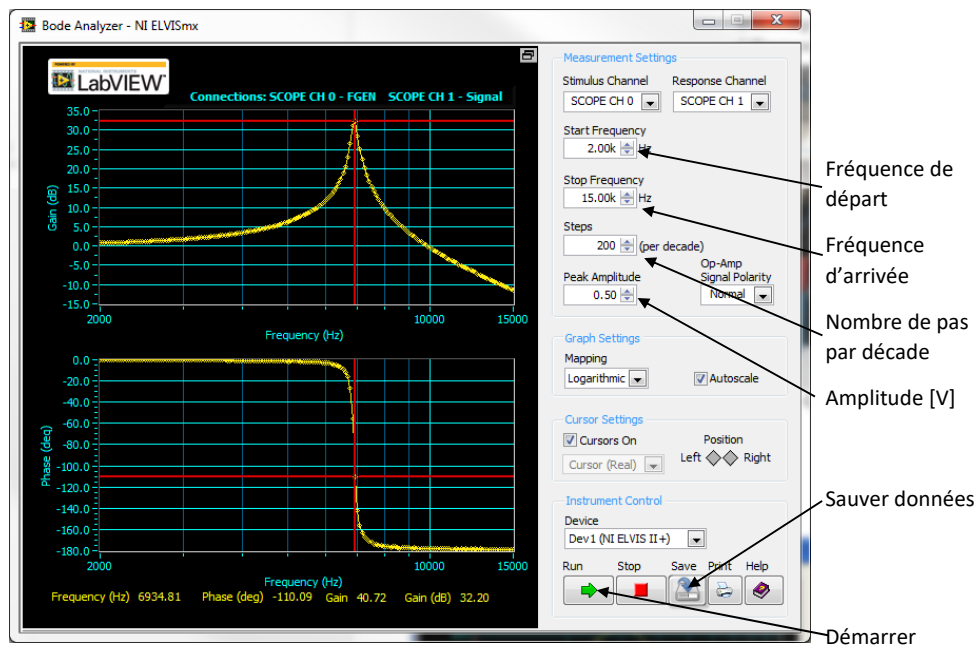 Bode Analyzer - NI ELVISmx
POWERED BY
NATIONAL INSTRUMENTS
LabVIEW™
Connections: SCOPE CH 0 - FGEN SCOPE CH 1 - Signal
35.0
30.0
25.0
20.0
15.0
10.0
5.0
0.0
-5.0
-10.0
-15.0
Gain (dB)
2000
10000
15000
Frequency (Hz)
0.0
-20.0
-40.0
-60.0
-80.0
-100.0
-120.0
-140.0
-160.0
-180.0
Phase (deg)
2000
10000
15000
Frequency (Hz)
Frequency (Hz) 6934.81 Phase (deg) -110.09 Gain 40.72 Gain (dB) 32.20
Measurement Settings
Stimulus Channel Response Channel
SCOPE CH 0 SCOPE CH 1
Start Frequency
2.00k Hz
Stop Frequency
15.00k Hz
Steps
200 (per decade)
Op-Amp
Peak Amplitude Signal Polarity
0.50 Normal
Graph Settings
Mapping
Logarithmic Autoscale
Cursor Settings
Cursors On Position
Cursor (Real) Left Right
Instrument Control
Device
Dev1 (NI ELVIS II+)
Run Stop Save Print Help
Fréquence de
départ
Fréquence
d’arrivée
Nombre de pas
par décade
Amplitude [V]
Sauver données
Démarrer